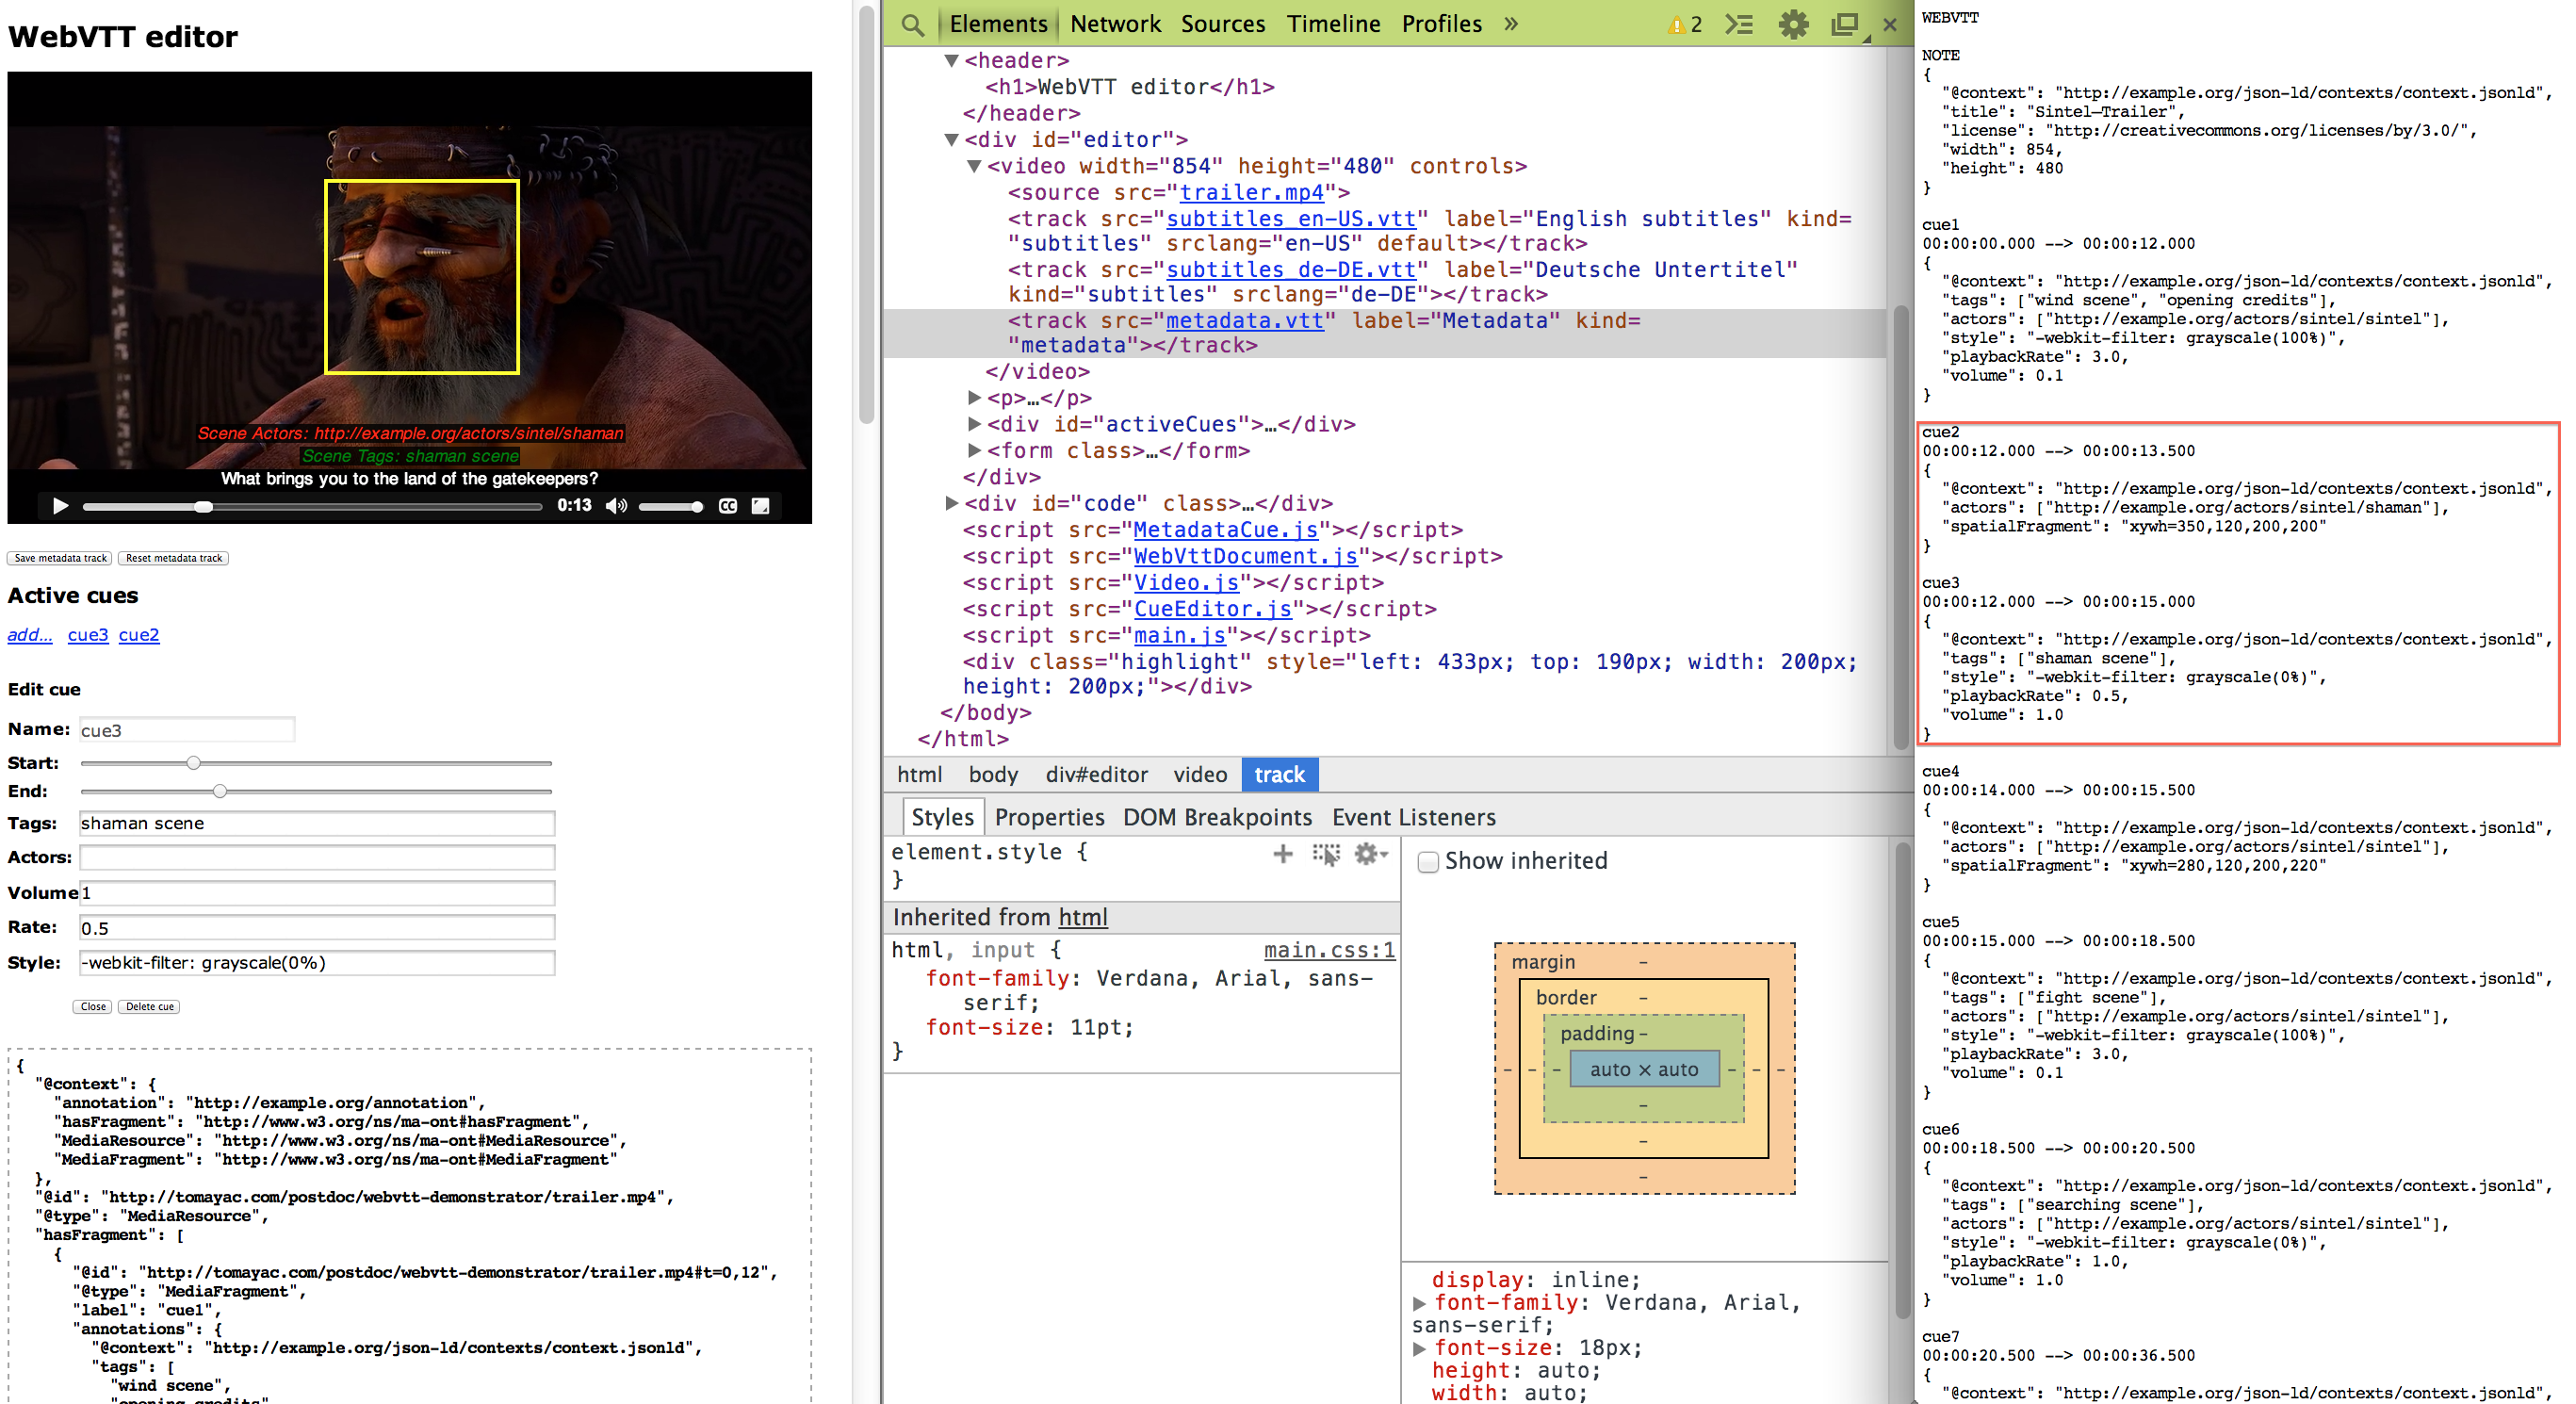 WebVTT editor
Scene Actors: http://example.org/actors/sintel/shaman
Scene Tags: shaman scene
What brings you to the land of the gatekeepers?
0:13
CC
Save metadata track Reset metadata track
Active cues
add... cue3 cue2
Edit cue
Name: cue3
Start:
End:
Tags: shaman scene
Actors:
Volume 1
Rate: 0.5
Style: -webkit-filter: grayscale(0%)
Close Delete cue
{
"@context": {
"annotation": "http://example.org/annotation",
"hasFragment": "http://www.w3.org/ns/ma-ont#hasFragment",
"MediaResource": "http://www.w3.org/ns/ma-ont#MediaResource",
"MediaFragment": "http://www.w3.org/ns/ma-ont#MediaFragment"
},
"@id": "http://tomayac.com/postdoc/webvtt-demonstrator/trailer.mp4",
"@type": "MediaResource",
"hasFragment": [
{
"@id": "http://tomayac.com/postdoc/webvtt-demonstrator/trailer.mp4#t=0,12",
"@type": "MediaFragment",
"label": "cue1",
"annotations": {
"@context": "http://example.org/json-ld/contexts/context.jsonld",
"tags": [
"wind scene",
"opening credits"
Elements Network Sources Timeline Profiles » 2 ×
<header>
<h1>WebVTT editor</h1>
</header>
<div id="editor">
<video width="854" height="480" controls>
<source src="trailer.mp4">
<track src="subtitles_en-US.vtt" label="English subtitles" kind=
"subtitles" srclang="en-US" default></track>
<track src="subtitles_de-DE.vtt" label="Deutsche Untertitel"
kind="subtitles" srclang="de-DE"></track>
<track src="metadata.vtt" label="Metadata" kind=
"metadata"></track>
</video>
<p>…</p>
<div id="activeCues">…</div>
<form class>…</form>
</div>
<div id="code" class>…</div>
<script src="MetadataCue.js"></script>
<script src="WebVttDocument.js"></script>
<script src="Video.js"></script>
<script src="CueEditor.js"></script>
<script src="main.js"></script>
<div class="highlight" style="left: 433px; top: 190px; width: 200px;
height: 200px;"></div>
</body>
</html>
html body div#editor video track
Styles Properties DOM Breakpoints Event Listeners
element.style {
}
Inherited from html
html, input { main.css:1
font-family: Verdana, Arial, sans-
serif;
font-size: 11pt;
}
Show inherited
margin -
border -
padding -
- - - auto × auto - - -
-
-
-
display: inline;
font-family: Verdana, Arial,
sans-serif;
font-size: 18px;
height: auto;
width: auto;
WEBVTT
NOTE
{
"@context": "http://example.org/json-ld/contexts/context.jsonld",
"title": "Sintel—Trailer",
"license": "http://creativecommons.org/licenses/by/3.0/",
"width": 854,
"height": 480
}
cue1
00:00:00.000 --> 00:00:12.000
{
"@context": "http://example.org/json-ld/contexts/context.jsonld",
"tags": ["wind scene", "opening credits"],
"actors": ["http://example.org/actors/sintel/sintel"],
"style": "-webkit-filter: grayscale(100%)",
"playbackRate": 3.0,
"volume": 0.1
}
cue2
00:00:12.000 --> 00:00:13.500
{
"@context": "http://example.org/json-ld/contexts/context.jsonld",
"actors": ["http://example.org/actors/sintel/shaman"],
"spatialFragment": "xywh=350,120,200,200"
}
cue3
00:00:12.000 --> 00:00:15.000
{
"@context": "http://example.org/json-ld/contexts/context.jsonld",
"tags": ["shaman scene"],
"style": "-webkit-filter: grayscale(0%)",
"playbackRate": 0.5,
"volume": 1.0
}
cue4
00:00:14.000 --> 00:00:15.500
{
"@context": "http://example.org/json-ld/contexts/context.jsonld",
"actors": ["http://example.org/actors/sintel/sintel"],
"spatialFragment": "xywh=280,120,200,220"
}
cue5
00:00:15.000 --> 00:00:18.500
{
"@context": "http://example.org/json-ld/contexts/context.jsonld",
"tags": ["fight scene"],
"actors": ["http://example.org/actors/sintel/sintel"],
"style": "-webkit-filter: grayscale(100%)",
"playbackRate": 3.0,
"volume": 0.1
}
cue6
00:00:18.500 --> 00:00:20.500
{
"@context": "http://example.org/json-ld/contexts/context.jsonld",
"tags": ["searching scene"],
"actors": ["http://example.org/actors/sintel/sintel"],
"style": "-webkit-filter: grayscale(0%)",
"playbackRate": 1.0,
"volume": 1.0
}
cue7
00:00:20.500 --> 00:00:36.500
{
"@context": "http://example.org/json-ld/contexts/context.jsonld",